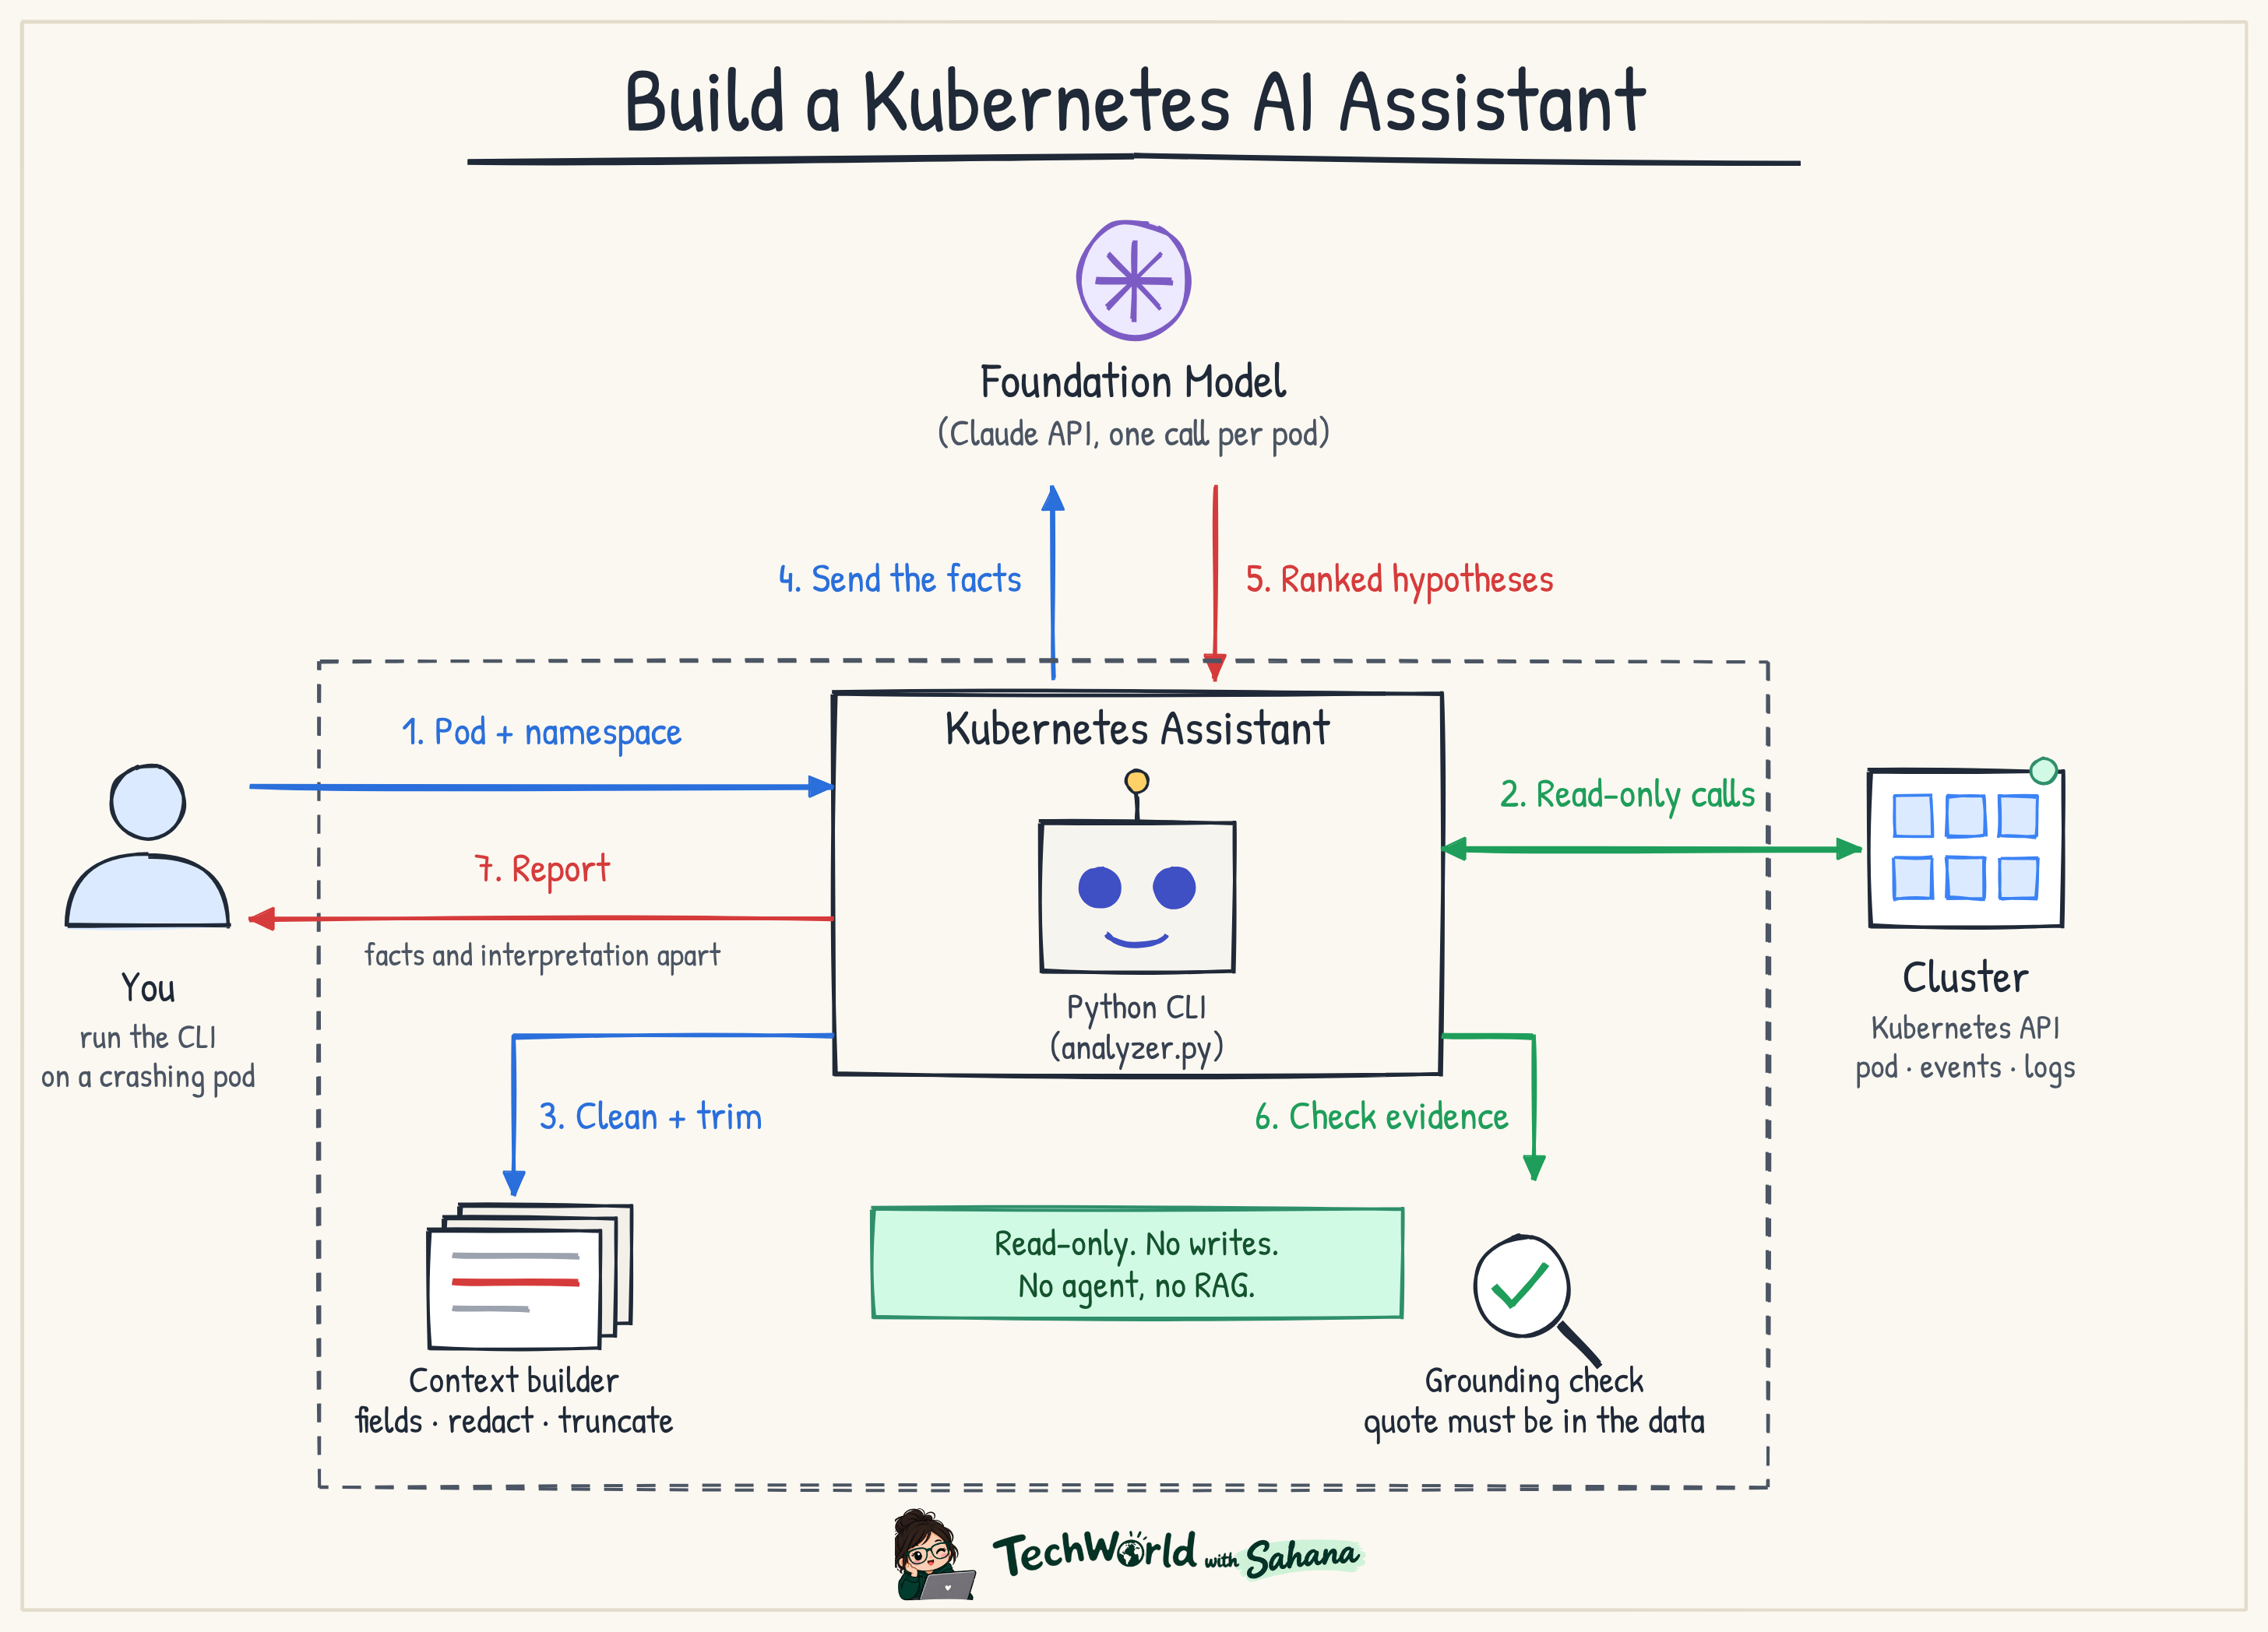 Build a Kubernetes AI Assistant
Foundation Model
(Claude API, one call per pod)
4. Send the facts
5. Ranked hypotheses
1. Pod + namespace
Kubernetes Assistant
2. Read-only calls
7. Report
facts and interpretation apart
You
run the CLI
on a crashing pod
Python CLI
(analyzer.py)
Cluster
Kubernetes API
pod · events · logs
3. Clean + trim
6. Check evidence
Read-only. No writes.
No agent, no RAG.
Context builder
fields · redact · truncate
Grounding check
quote must be in the data
TechWorld with Sahana